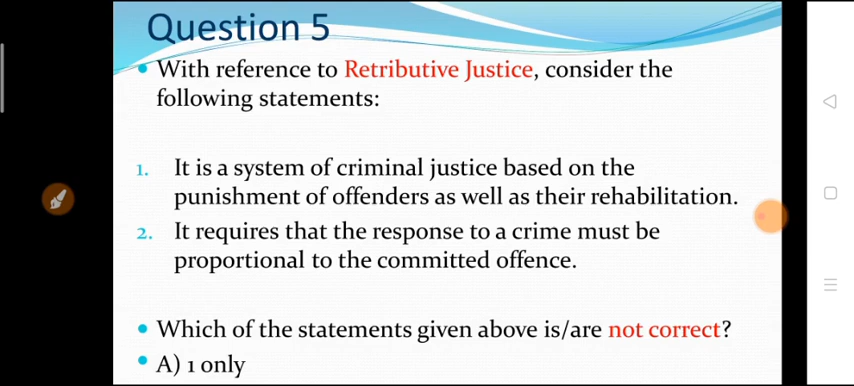 Question 5
• With reference to Retributive Justice, consider the
following statements:
1. It is a system of criminal justice based on the
punishment of offenders as well as their rehabilitation.
2. It requires that the response to a crime must be
proportional to the committed offence.
• Which of the statements given above is/are not correct?
• A) 1 only